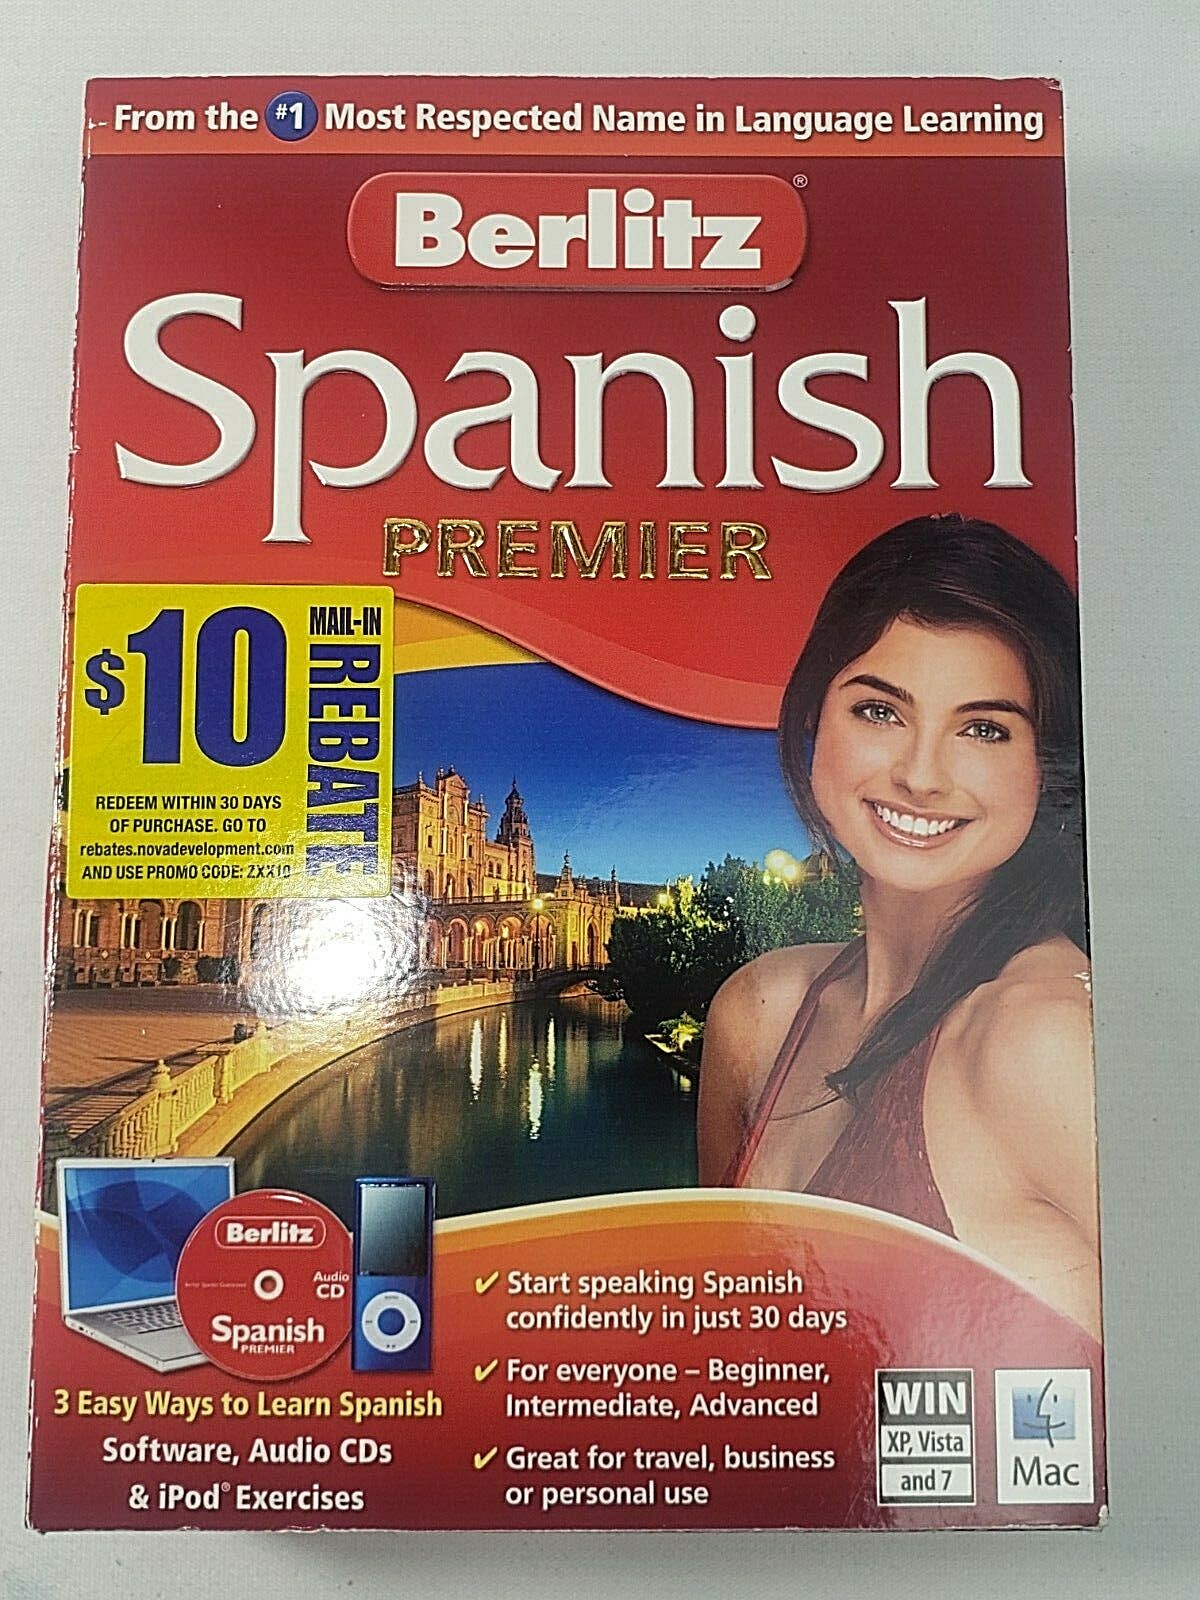 From the #1 Most Respected Name in Language Learning
Berlitz®
Spanish
PREMIER
$10
MAIL-IN
REBATE
REDEEM WITHIN 30 DAYS
OF PURCHASE. GO TO
rebates.novadevelopment.com
AND USE PROMO CODE: ZXX10
Berlitz
Audio
CD
Spanish
PREMIER
3 Easy Ways to Learn Spanish
Software, Audio CDs
& iPod® Exercises
✓ Start speaking Spanish
confidently in just 30 days
✓ For everyone – Beginner,
Intermediate, Advanced
✓ Great for travel, business
or personal use
WIN
XP, Vista
and 7
Mac